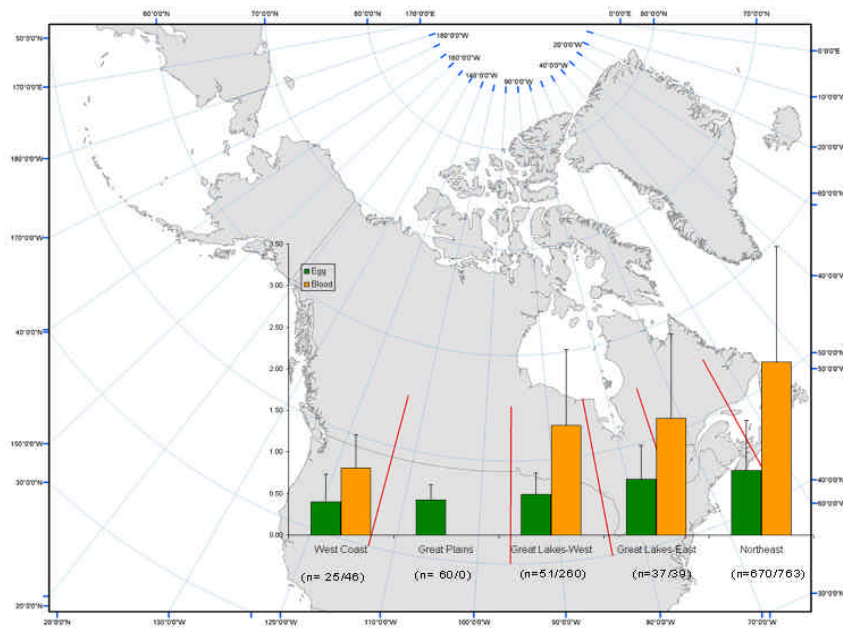 60°0'0"W 70°0'0"W 80°0'0"W 170°0'0"E 0°0'0"E 60°0'0"W 70°0'0"W
50°0'0"N
0°0'0"E
180°0'0"W
20°0'0"W
160°0'0"W
40°0'0"W
140°0'0"W
90°0'0"W
170°0'0"E
10°0'0"W
180°0'0"W
20°0'0"W
60°0'0"N
170°0'0"W
3.50
Egg
Blood
3.00
40°0'0"W
2.50
40°0'0"N
2.00
50°0'0"N
50°0'0"W
1.50
1.00
150°0'0"W
30°0'0"N
40°0'0"N
0.50
60°0'0"W
0.00
West Coast Great Plains Great Lakes-West Great Lakes-East Northeast
(n= 25/46) (n= 60/0) (n=51/260) (n=37/39) (n=670/763)
30°0'0"N
20°0'0"N
130°0'0"W 110°0'0"W 100°0'0"W 90°0'0"W 80°0'0"W 70°0'0"W